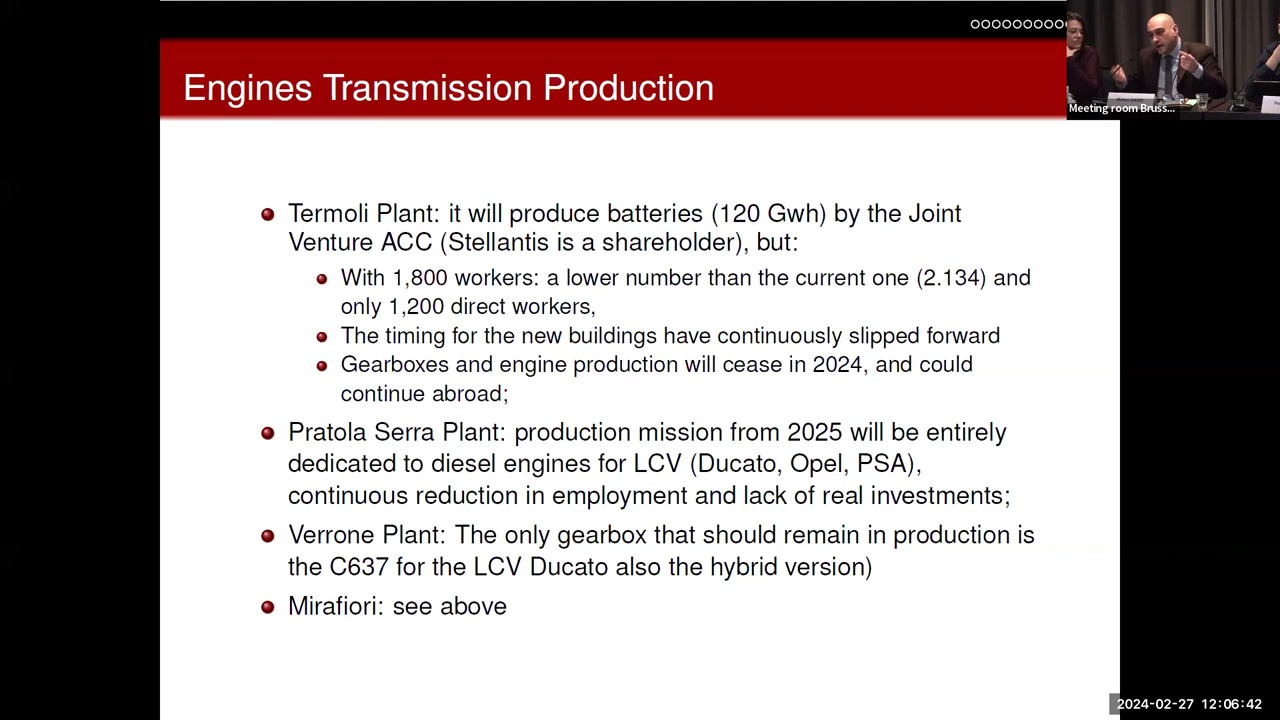 Engines Transmission Production
Meeting room Bruss...
Termoli Plant: it will produce batteries (120 Gwh) by the Joint
Venture ACC (Stellantis is a shareholder), but:
With 1,800 workers: a lower number than the current one (2.134) and
only 1,200 direct workers,
The timing for the new buildings have continuously slipped forward
Gearboxes and engine production will cease in 2024, and could
continue abroad;
Pratola Serra Plant: production mission from 2025 will be entirely
dedicated to diesel engines for LCV (Ducato, Opel, PSA),
continuous reduction in employment and lack of real investments;
Verrone Plant: The only gearbox that should remain in production is
the C637 for the LCV Ducato also the hybrid version)
Mirafiori: see above
2024-02-27 12:06:42